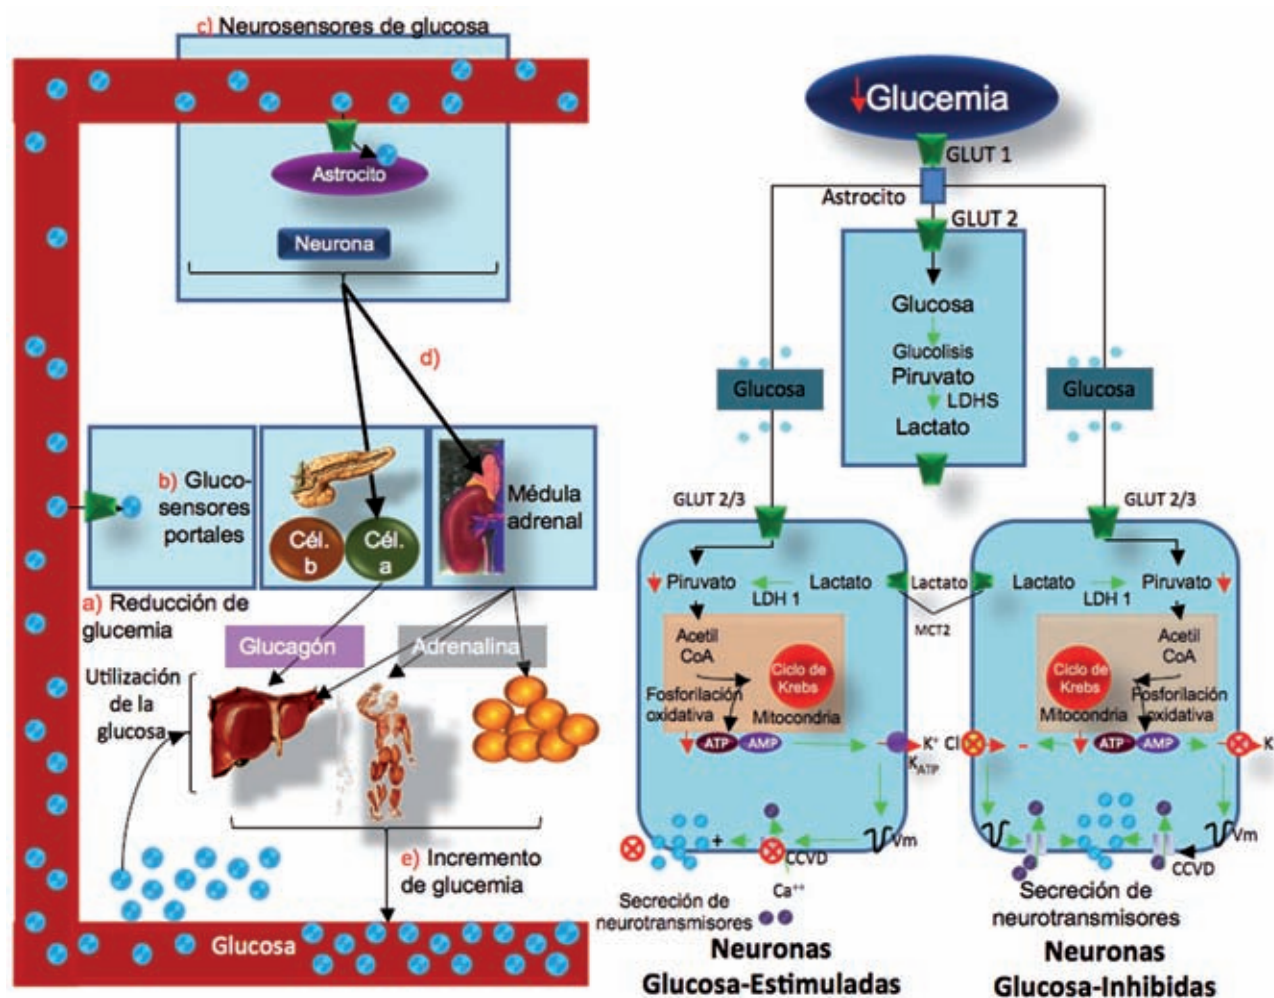 c) Neurosensores de glucosa
Astrocito
Neurona
d)
b) Gluco-
sensores
portales
Cél.
b
Cél.
a
Médula
adrenal
a) Reducción de
glucemia
Glucagón
Adrenalina
Utilización
de la
glucosa
e) Incremento
de glucemia
Glucosa
Glucemia
GLUT 1
Astrocito
GLUT 2
Glucosa
Glucolisis
Piruvato
LDHS
Lactato
Glucosa
Glucosa
GLUT 2/3
Piruvato
Lactato
LDH 1
Acetil
CoA
Ciclo de
Krebs
Fosforilación
oxidativa
Mitocondria
ATP
AMP
K+
KATP
Vm
+
CCVD
Ca++
Secreción de
neurotransmisores
Neuronas
Glucosa-Estimuladas
Lactato
MCT2
GLUT 2/3
Lactato
Piruvato
LDH 1
Acetil
CoA
Ciclo de
Krebs
Fosforilación
oxidativa
Mitocondria
Cl
-
ATP
AMP
K
Vm
CCVD
Secreción de
neurotransmisores
Neuronas
Glucosa-Inhibidas